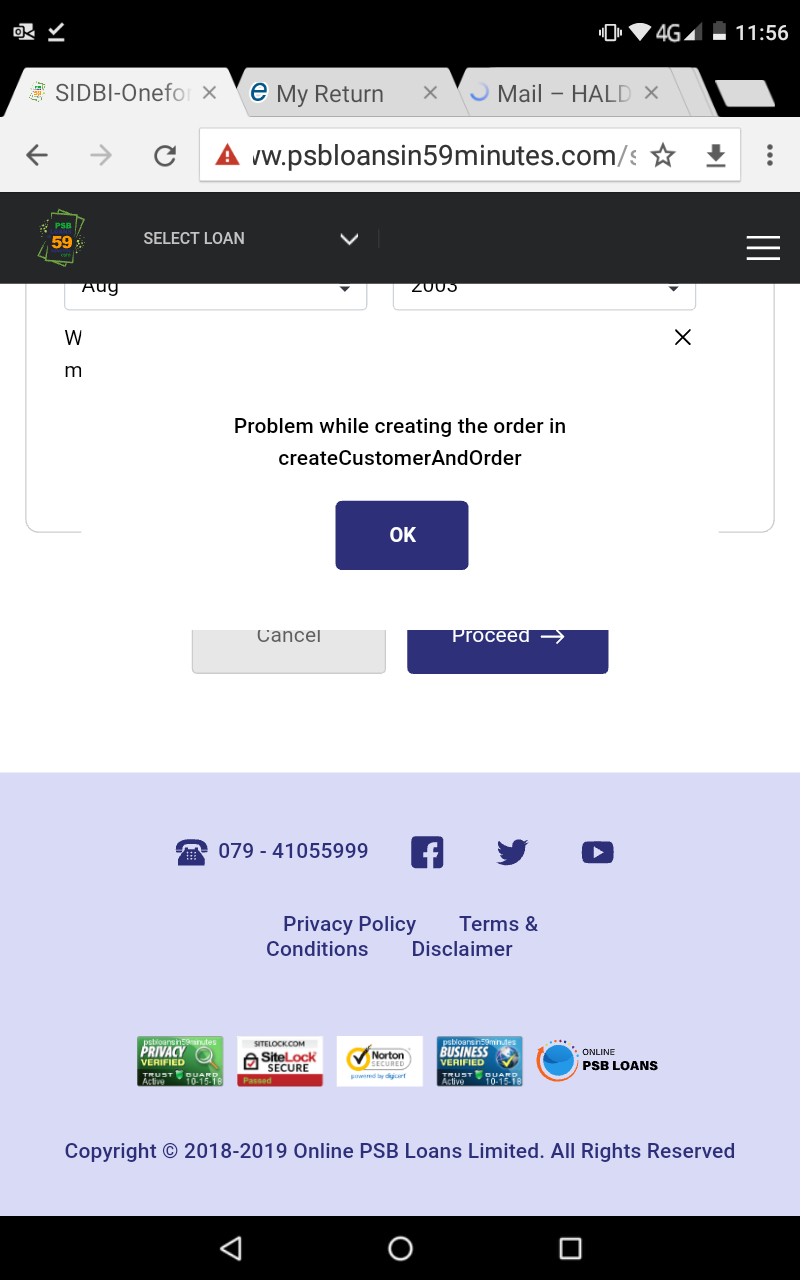 4G 11:56
SIDBI-Onefor
My Return
Mail – HALD
www.psbloansin59minutes.com/s
PSB
59
SELECT LOAN
Aug
2003
W
m
Problem while creating the order in
createCustomerAndOrder
OK
Cancel
Proceed
079 - 41055999
Privacy Policy Terms &
Conditions Disclaimer
psbloansin59minutes
PRIVACY
VERIFIED
TRUST GUARD
Active 10-15-18
SITELOCK.COM
SiteLock
SECURE
Passed
Norton
SECURED
powered by digicert
psbloansin59minutes
BUSINESS
VERIFIED
TRUST GUARD
Active 10-15-18
ONLINE
PSB LOANS
Copyright © 2018-2019 Online PSB Loans Limited. All Rights Reserved